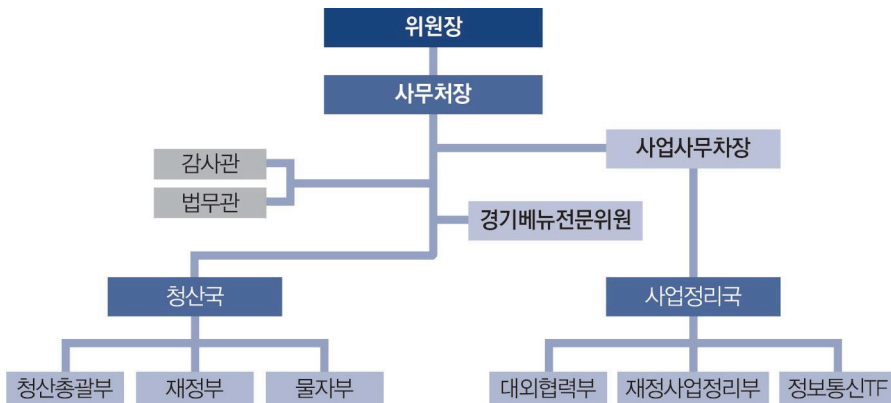 위원장
사무처장
사업사무차장
감사관
법무관
경기베뉴전문위원
청산국
사업정리국
청산총괄부
재정부
물자부
대외협력부
재정사업정리부
정보통신TF